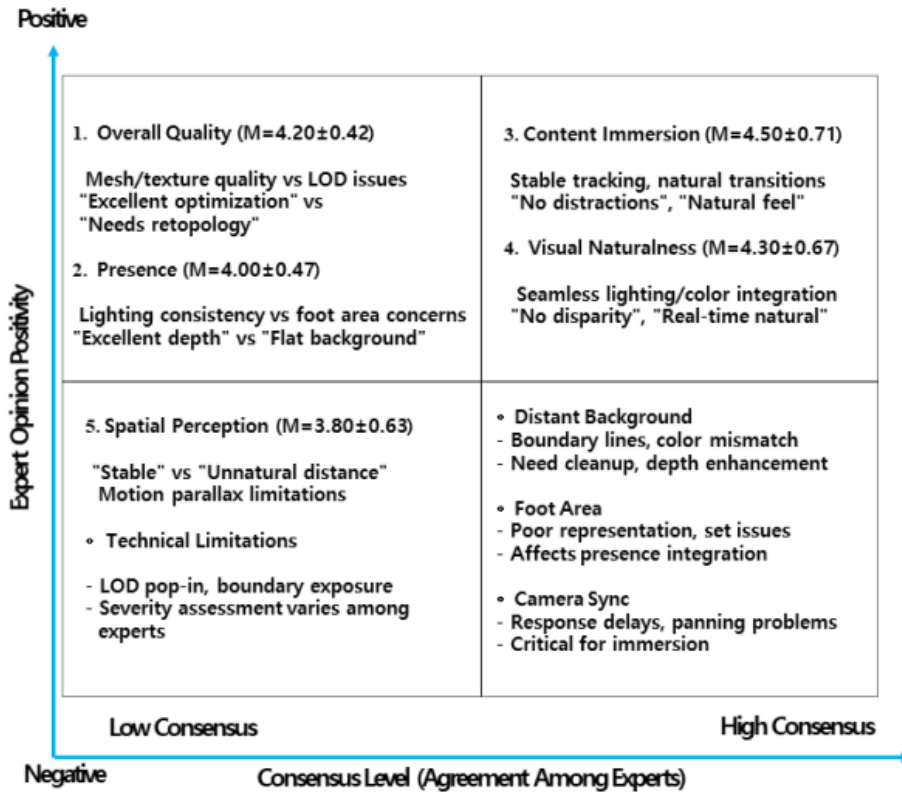 Positive
Expert Opinion Positivity
1. Overall Quality (M=4.20±0.42)
Mesh/texture quality vs LOD issues
"Excellent optimization" vs
"Needs retopology"
2. Presence (M=4.00±0.47)
Lighting consistency vs foot area concerns
"Excellent depth" vs "Flat background"
3. Content Immersion (M=4.50±0.71)
Stable tracking, natural transitions
"No distractions", "Natural feel"
4. Visual Naturalness (M=4.30±0.67)
Seamless lighting/color integration
"No disparity", "Real-time natural"
5. Spatial Perception (M=3.80±0.63)
"Stable" vs "Unnatural distance"
Motion parallax limitations
• Technical Limitations
- LOD pop-in, boundary exposure
- Severity assessment varies among
experts
• Distant Background
- Boundary lines, color mismatch
- Need cleanup, depth enhancement
• Foot Area
- Poor representation, set issues
- Affects presence integration
• Camera Sync
- Response delays, panning problems
- Critical for immersion
Low Consensus
High Consensus
Negative
Consensus Level (Agreement Among Experts)